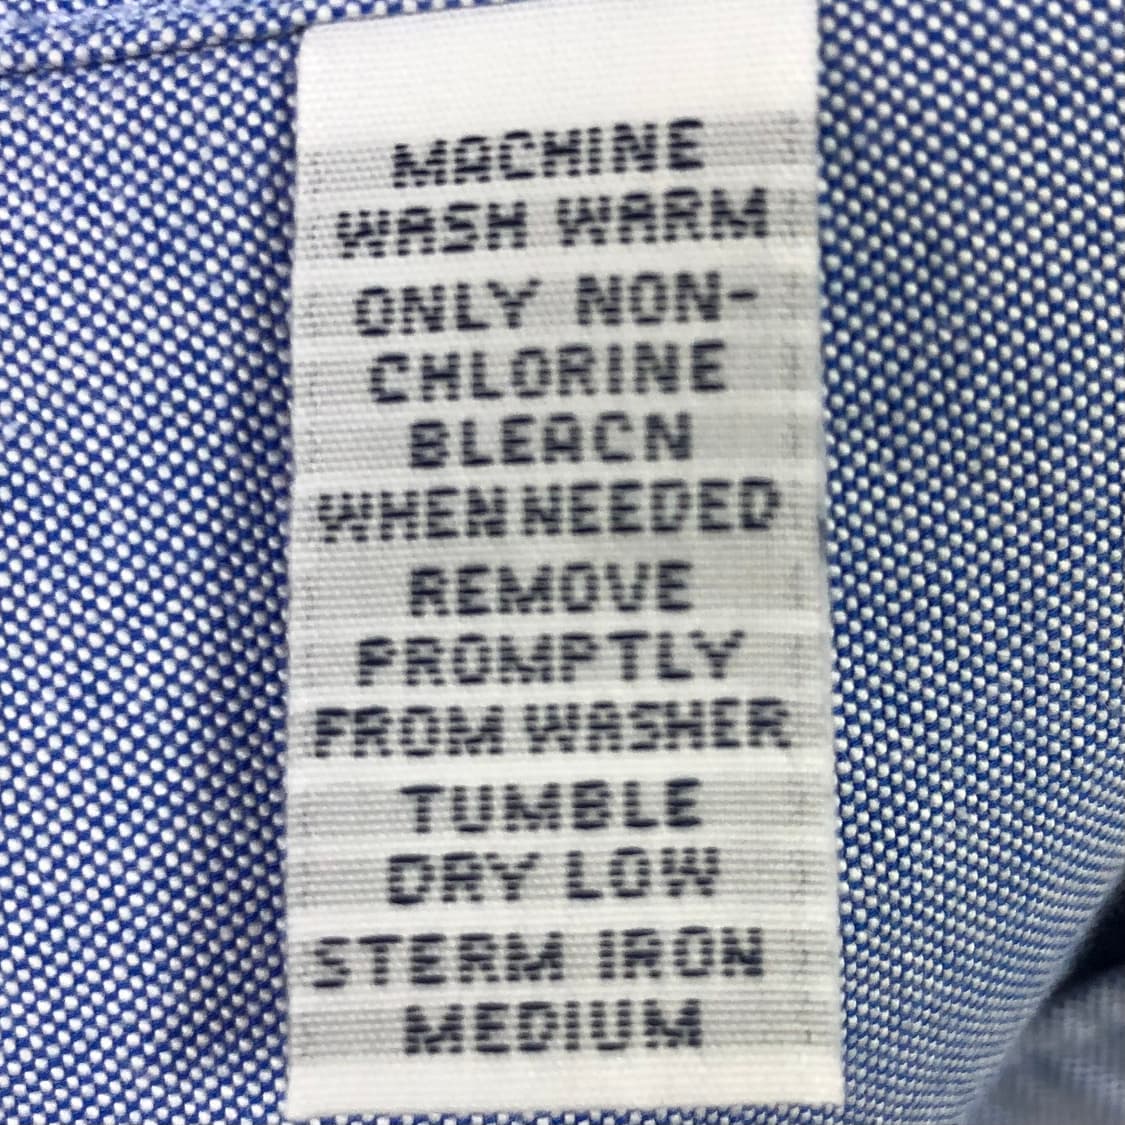 MACHINE
WASH WARM
ONLY NON-
CHLORINE
BLEACN
WHEN NEEDED
REMOVE
PROMPTLY
FROM WASHER
TUMBLE
DRY LOW
STERM IRON
MEDIUM